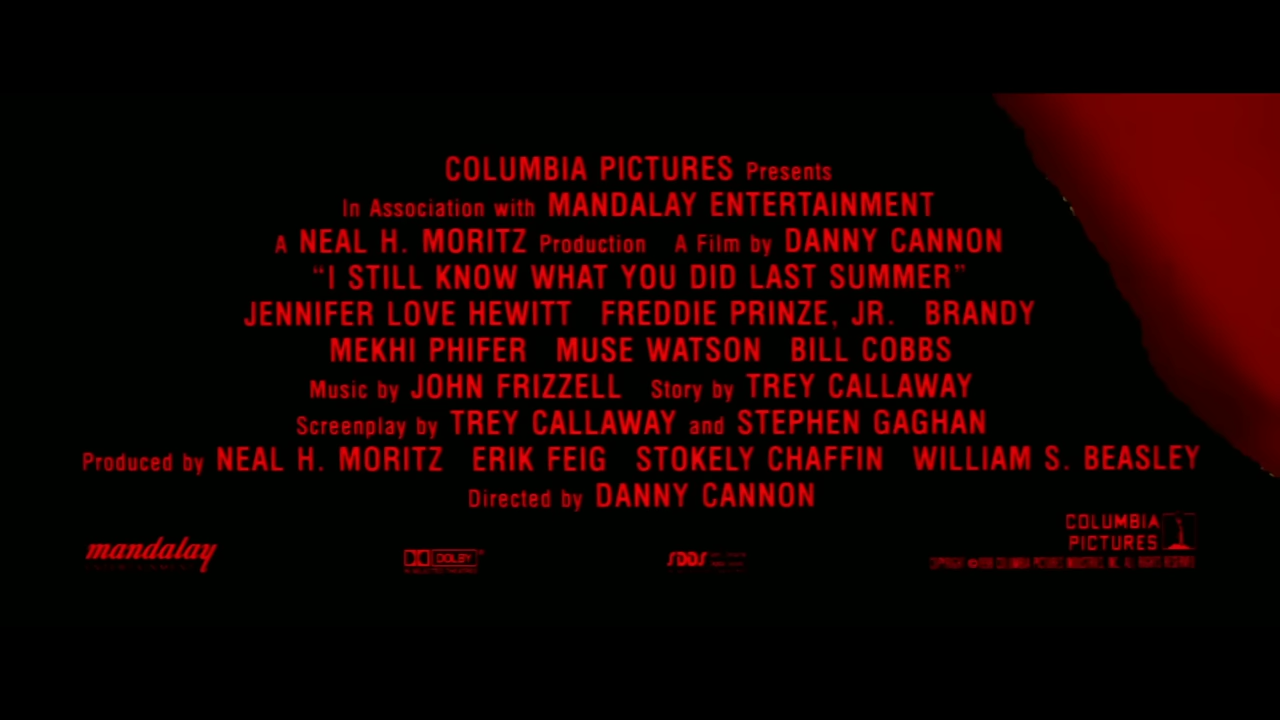 COLUMBIA PICTURES Presents
In Association with MANDALAY ENTERTAINMENT
A NEAL H. MORITZ Production A Film by DANNY CANNON
"I STILL KNOW WHAT YOU DID LAST SUMMER"
JENNIFER LOVE HEWITT FREDDIE PRINZE, JR. BRANDY
MEKHI PHIFER MUSE WATSON BILL COBBS
Music by JOHN FRIZZELL Story by TREY CALLAWAY
Screenplay by TREY CALLAWAY and STEPHEN GAGHAN
Produced by NEAL H. MORITZ ERIK FEIG STOKELY CHAFFIN WILLIAM S. BEASLEY
Directed by DANNY CANNON
COLUMBIA
PICTURES
mandalay
DOLBY
SDDS